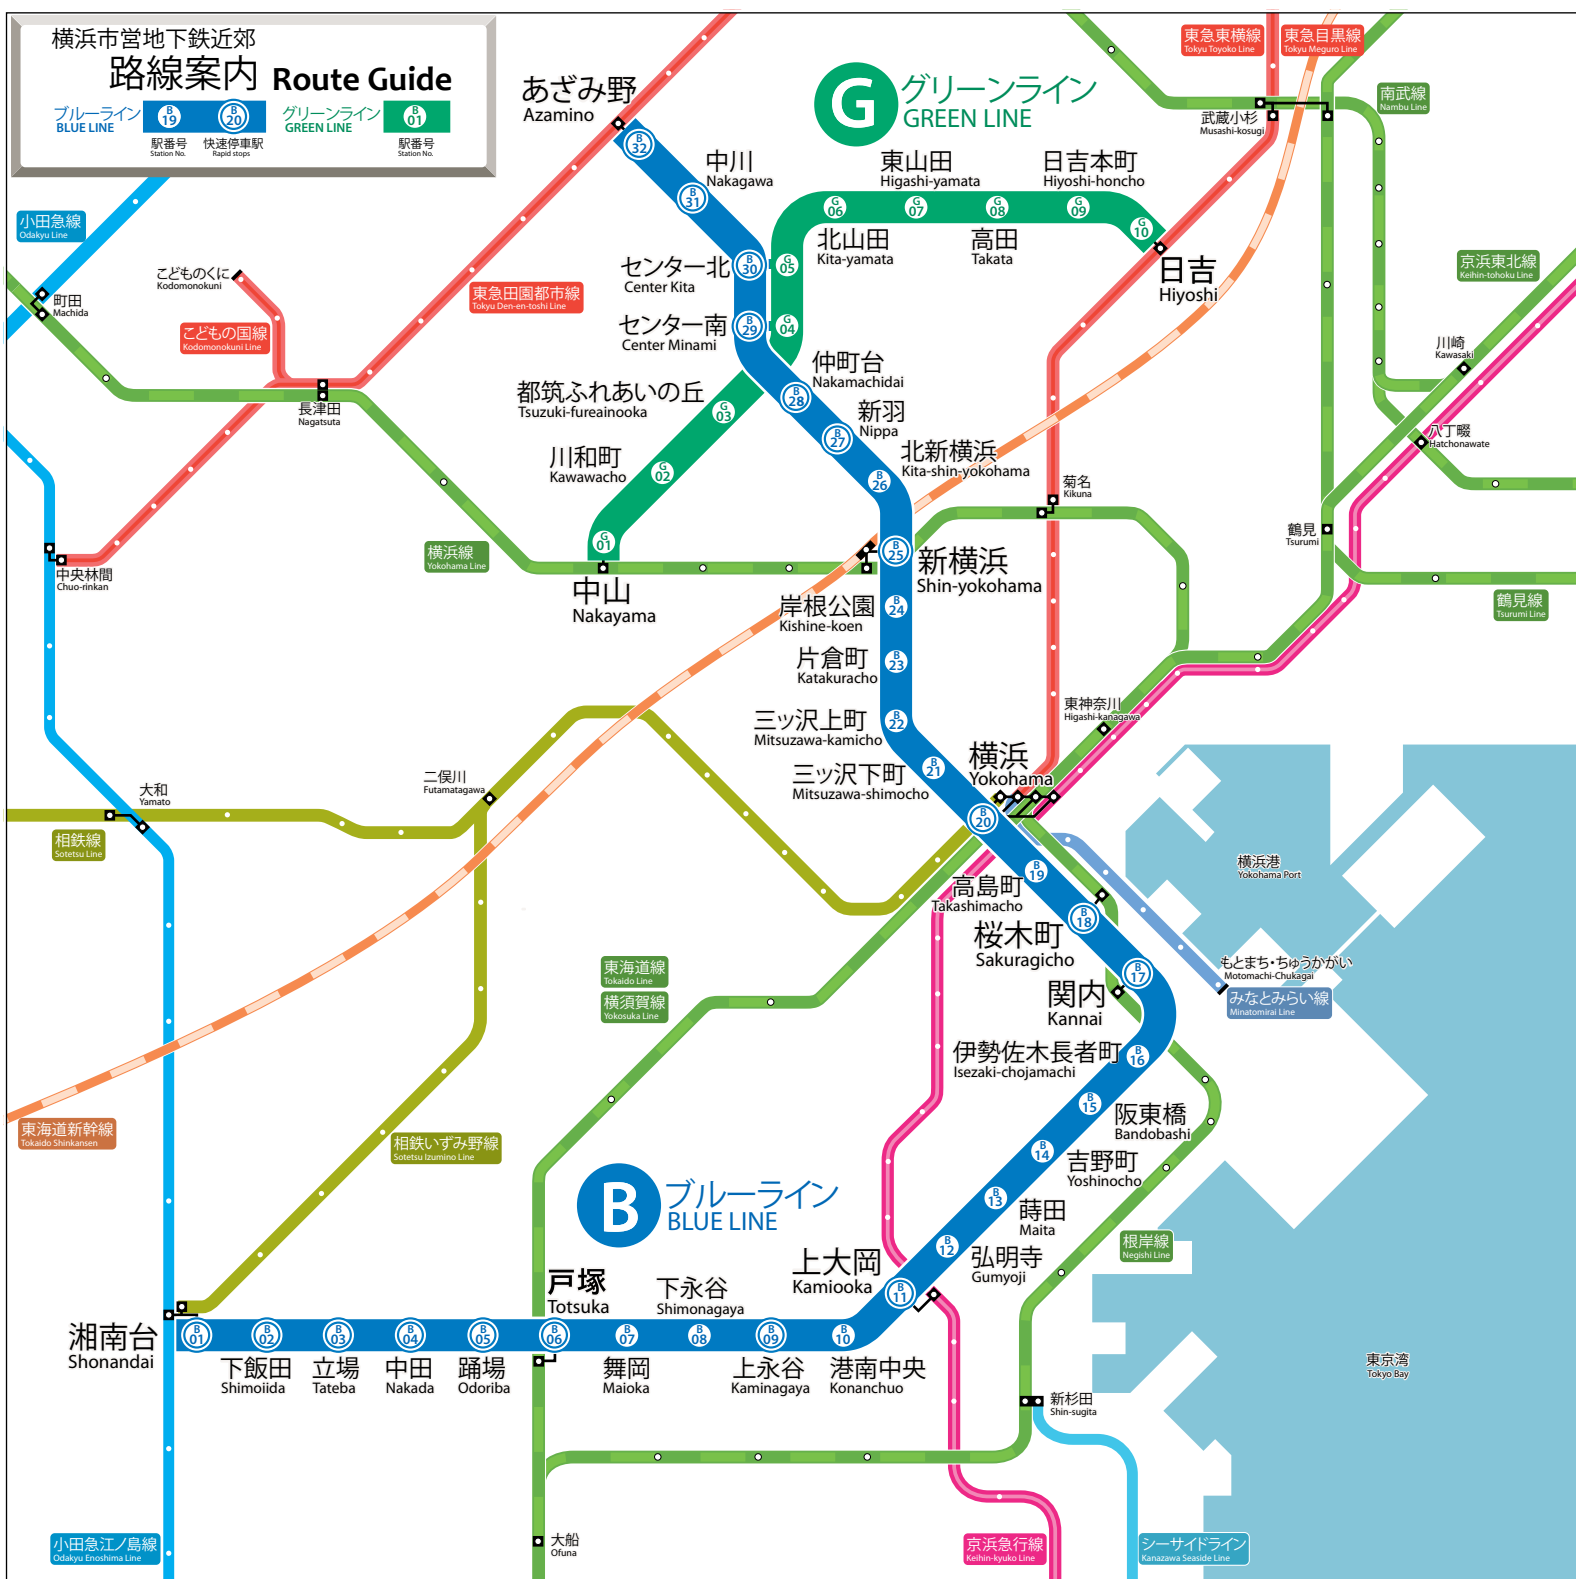 横浜市営地下鉄近郊
路線案内 Route Guide
ブルーライン
BLUE LINE
B
19
B
20
グリーンライン
GREEN LINE
B
01
駅番号
Station No.
快速停車駅
Rapid stops
駅番号
Station No.
あざみ野
Azamino
G
グリーンライン
GREEN LINE
東急東横線
Tokyu Toyoko Line
東急目黒線
Tokyu Meguro Line
南武線
Nambu Line
武蔵小杉
Musashi-kosugi
B
32
中川
Nakagawa
B
31
東山田
Higashi-yamata
日吉本町
Hiyoshi-honcho
G
06
G
07
G
08
G
09
G
10
北山田
Kita-yamata
高田
Takata
日吉
Hiyoshi
小田急線
Odakyu Line
こどものくに
Kodomonokuni
町田
Machida
こどもの国線
Kodomonokuni Line
東急田園都市線
Tokyu Den-en-toshi Line
センター北
Center Kita
B
30
G
05
京浜東北線
Keihin-tohoku Line
センター南
Center Minami
B
29
G
04
川崎
Kawasaki
仲町台
Nakamachidai
B
28
都筑ふれあいの丘
Tsuzuki-fureainooka
G
03
長津田
Nagatsuta
新羽
Nippa
B
27
八丁畷
Hatchonawate
川和町
Kawawacho
G
02
北新横浜
Kita-shin-yokohama
B
26
菊名
Kikuna
鶴見
Tsurumi
横浜線
Yokohama Line
G
01
中山
Nakayama
B
25
新横浜
Shin-yokohama
中央林間
Chuo-rinkan
鶴見線
Tsurumi Line
岸根公園
Kishine-koen
B
24
片倉町
Katakuracho
B
23
三ッ沢上町
Mitsuzawa-kamicho
B
22
東神奈川
Higashi-kanagawa
三ッ沢下町
Mitsuzawa-shimocho
B
21
横浜
Yokohama
B
20
大和
Yamato
二俣川
Futamatagawa
相鉄線
Sotetsu Line
横浜港
Yokohama Port
高島町
Takashimacho
B
19
桜木町
Sakuragicho
B
18
東海道線
Tokaido Line
横須賀線
Yokosuka Line
B
17
関内
Kannai
もとまち・ちゅうかがい
Motomachi-Chukagai
みなとみらい線
Minatomirai Line
伊勢佐木長者町
Isezaki-chojamachi
B
16
B
15
阪東橋
Bandobashi
東海道新幹線
Tokaido Shinkansen
相鉄いずみ野線
Sotetsu Izumino Line
B
14
吉野町
Yoshinocho
B
ブルーライン
BLUE LINE
B
13
蒔田
Maita
B
12
弘明寺
Gumyoji
根岸線
Negishi Line
上大岡
Kamiooka
B
11
戸塚
Totsuka
下永谷
Shimonagaya
湘南台
Shonandai
B
01
B
02
B
03
B
04
B
05
B
06
B
07
B
08
B
09
B
10
下飯田
Shimoiida
立場
Tateba
中田
Nakada
踊場
Odoriba
舞岡
Maioka
上永谷
Kaminagaya
港南中央
Konanchuo
東京湾
Tokyo Bay
新杉田
Shin-sugita
小田急江ノ島線
Odakyu Enoshima Line
大船
Ofuna
京浜急行線
Keihin-kyuko Line
シーサイドライン
Kanazawa Seaside Line